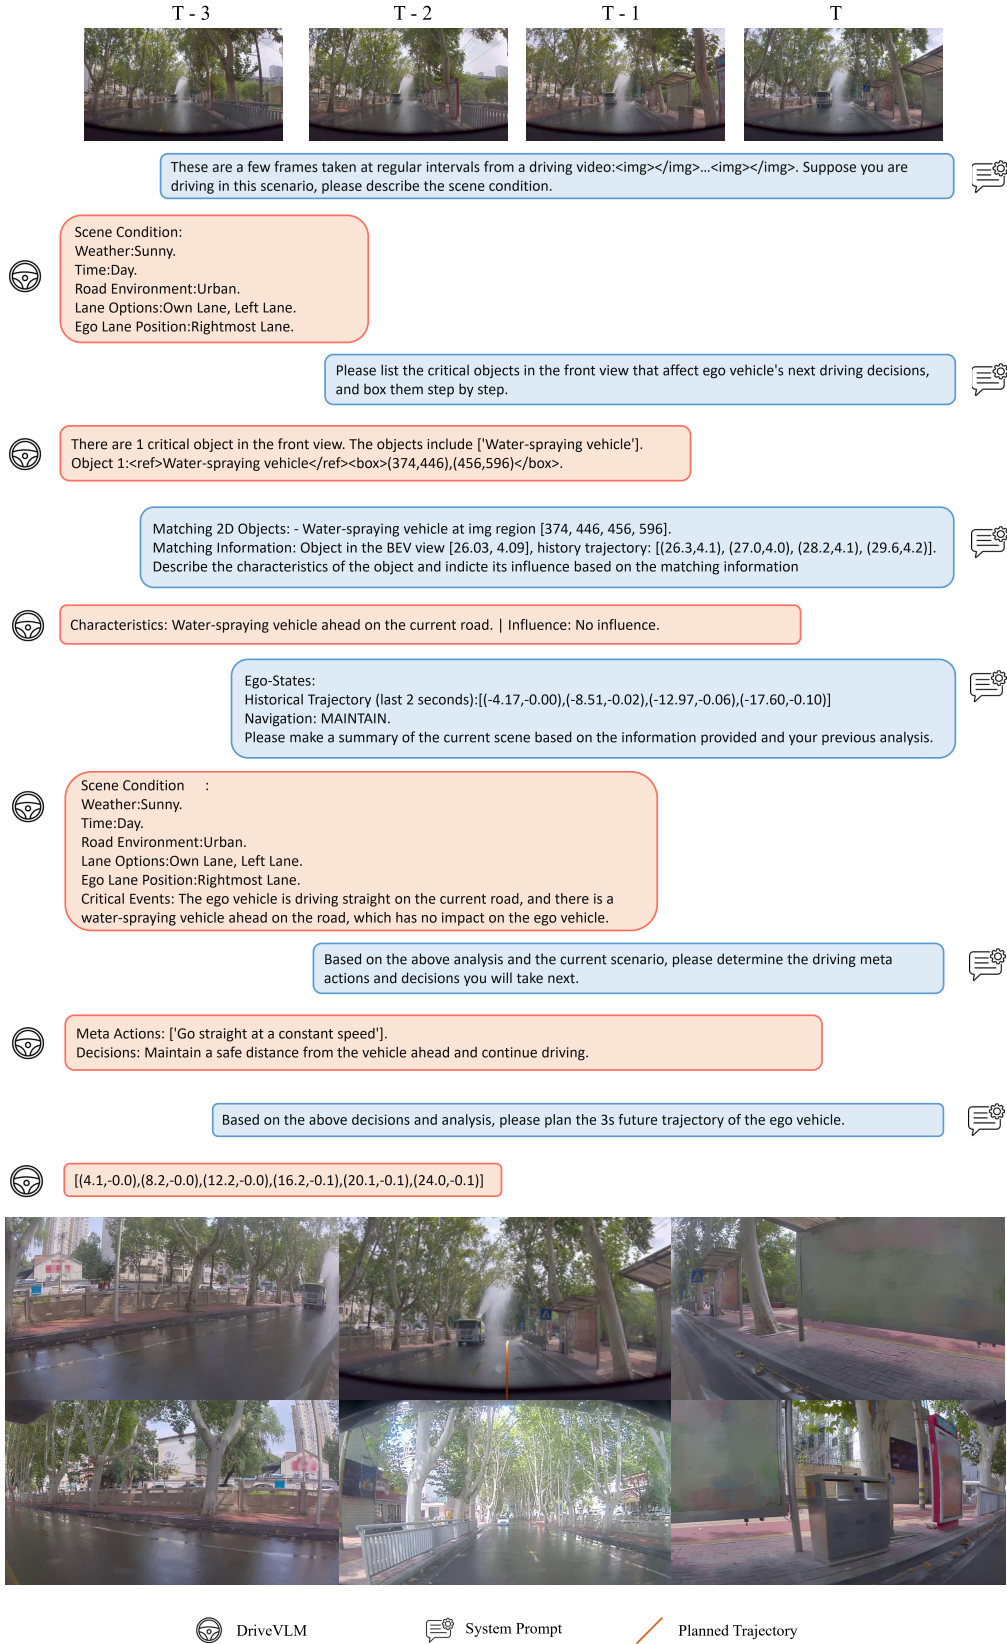 T - 3 T - 2 T - 1 T
These are a few frames taken at regular intervals from a driving video:<img></img>...<img></img>. Suppose you are
driving in this scenario, please describe the scene condition.
Scene Condition:
Weather:Sunny.
Time:Day.
Road Environment:Urban.
Lane Options:Own Lane, Left Lane.
Ego Lane Position:Rightmost Lane.
Please list the critical objects in the front view that affect ego vehicle's next driving decisions,
and box them step by step.
There are 1 critical object in the front view. The objects include ['Water-spraying vehicle'].
Object 1:<ref>Water-spraying vehicle</ref><box>(374,446),(456,596)</box>.
Matching 2D Objects: - Water-spraying vehicle at img region [374, 446, 456, 596].
Matching Information: Object in the BEV view [26.03, 4.09], history trajectory: [(26.3,4.1), (27.0,4.0), (28.2,4.1), (29.6,4.2)].
Describe the characteristics of the object and indicte its influence based on the matching information
Characteristics: Water-spraying vehicle ahead on the current road. | Influence: No influence.
Ego-States:
Historical Trajectory (last 2 seconds):[(-4.17,-0.00),(-8.51,-0.02),(-12.97,-0.06),(-17.60,-0.10)]
Navigation: MAINTAIN.
Please make a summary of the current scene based on the information provided and your previous analysis.
Scene Condition :
Weather:Sunny.
Time:Day.
Road Environment:Urban.
Lane Options:Own Lane, Left Lane.
Ego Lane Position:Rightmost Lane.
Critical Events: The ego vehicle is driving straight on the current road, and there is a
water-spraying vehicle ahead on the road, which has no impact on the ego vehicle.
Based on the above analysis and the current scenario, please determine the driving meta
actions and decisions you will take next.
Meta Actions: ['Go straight at a constant speed'].
Decisions: Maintain a safe distance from the vehicle ahead and continue driving.
Based on the above decisions and analysis, please plan the 3s future trajectory of the ego vehicle.
[(4.1,-0.0),(8.2,-0.0),(12.2,-0.0),(16.2,-0.1),(20.1,-0.1),(24.0,-0.1)]
DriveVLM System Prompt Planned Trajectory